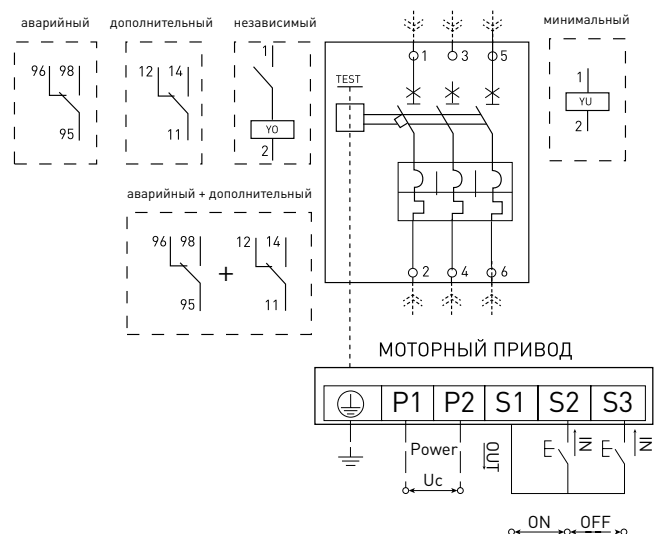 аварийный
дополнительный
независимый
минимальный
96 98
95
12 14
11
1
YO
2
TEST
1 3 5
1
YU
2
аварийный + дополнительный
96 98
95
+
12 14
11
2 4 6
МОТОРНЫЙ ПРИВОД
P1 P2 S1 S2 S3
Power
Uc
OUT
IN
IN
ON OFF